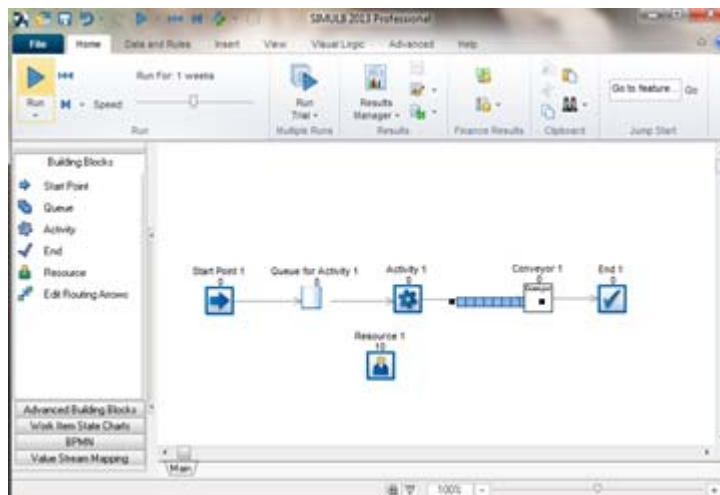 SIMUL8 2013 Professional
File Home Data and Rules Insert View Visual Logic Advanced Help
Run For: 1 weeks
Run Speed
Run
Run Trial
Multiple Runs
Results Manager
Results
Finance Results
Clipboard
Go to feature... Go
Jump Start
Building Blocks
Start Point
Queue
Activity
End
Resource
Edit Routing Arrows
Advanced Building Blocks
Work Item State Charts
BPMN
Value Stream Mapping
Start Point 1
0
Queue for Activity 1
0
Activity 1
0
Conveyor 1
0
End 1
0
Resource 1
10
Main
100%